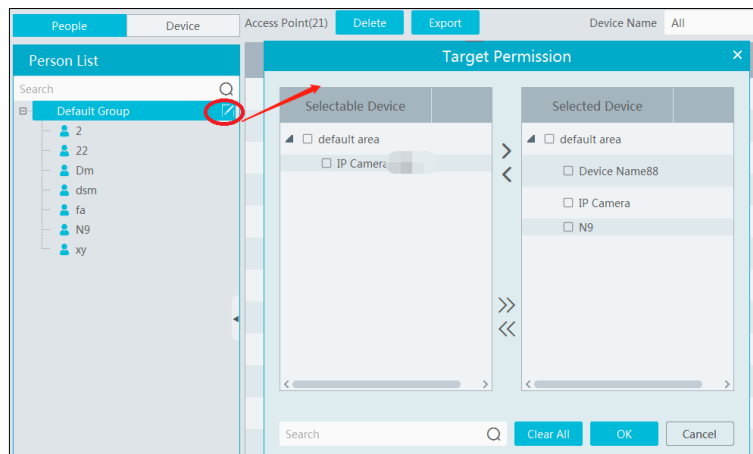 People Device Access Point(21) Delete Export Device Name All
Person List
Search
Default Group
2
22
Dm
dsm
fa
N9
xy
Target Permission
Selectable Device
default area
IP Camera
Selected Device
default area
Device Name88
IP Camera
N9
Search Clear All OK Cancel